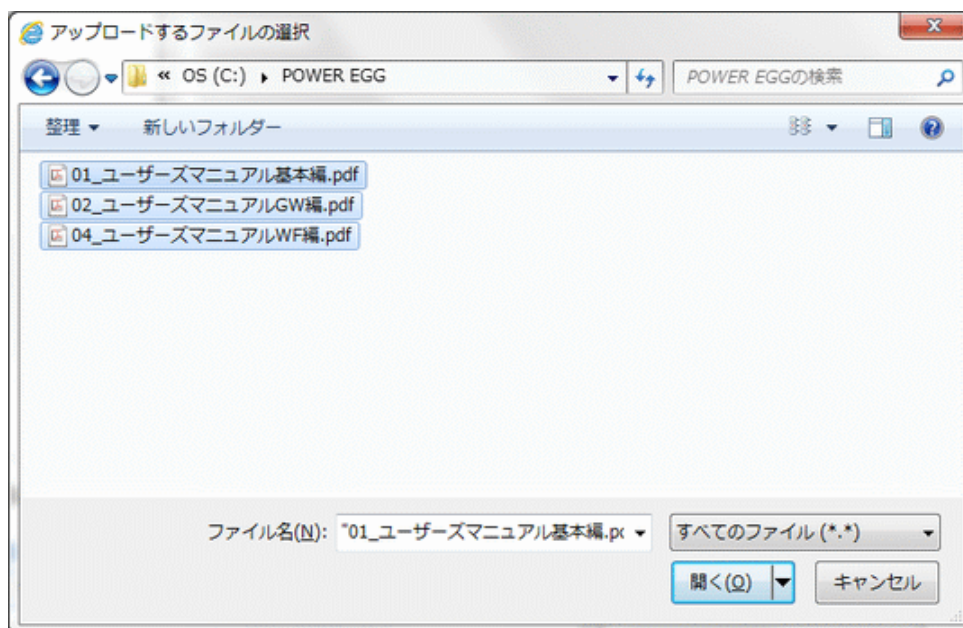 アップロードするファイルの選択
« OS (C:) ▸ POWER EGG
POWER EGGの検索
整理 ▼ 新しいフォルダー
01_ユーザーズマニュアル基本編.pdf
02_ユーザーズマニュアルGW編.pdf
04_ユーザーズマニュアルWF編.pdf
ファイル名(N): "01_ユーザーズマニュアル基本編.pc
すべてのファイル (*.*)
開く(O) キャンセル